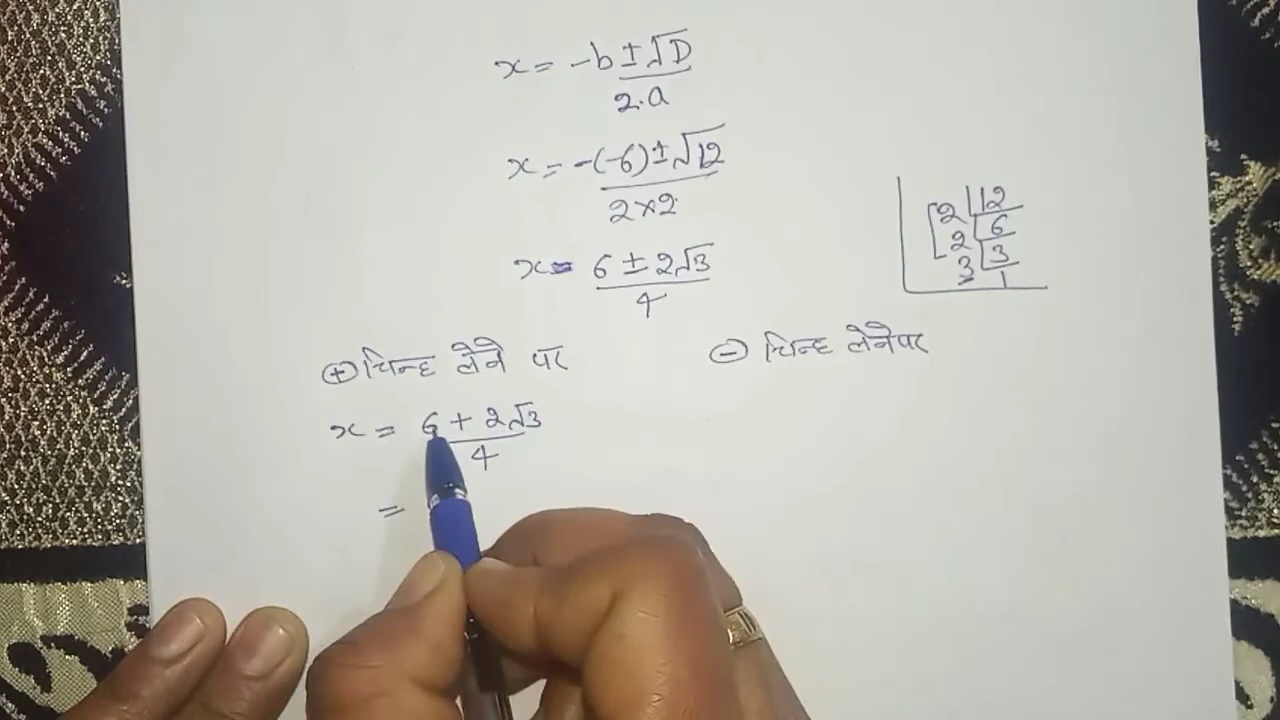 x = -b ± √D
2.a
x = -(-6) ± √12
2×2
x = 6 ± 2√3
4
2 | 12
2 | 6
3 | 3
1
⊕ चिन्ह लेने पर
⊖ चिन्ह लेनेपर
x = 6 + 2√3
4
=